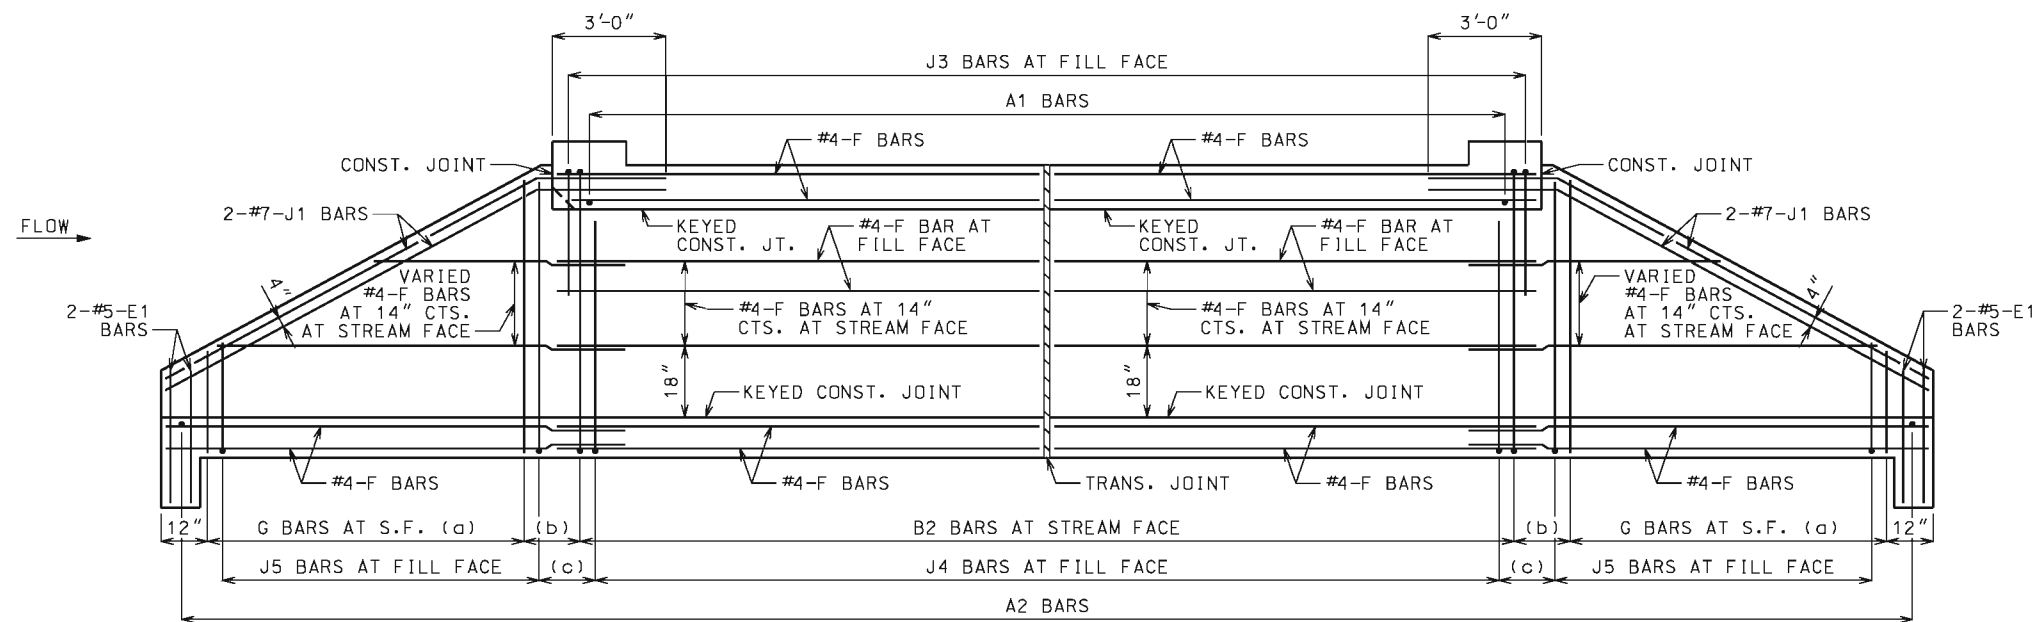 3'-0"
3'-0"
J3 BARS AT FILL FACE
A1 BARS
#4-F BARS
#4-F BARS
CONST. JOINT
CONST. JOINT
2-#7-J1 BARS
2-#7-J1 BARS
FLOW
KEYED
CONST. JT.
#4-F BAR AT
FILL FACE
KEYED
CONST. JT.
#4-F BAR AT
FILL FACE
4"
VARIED
#4-F BARS
AT 14" CTS.
AT STREAM FACE
#4-F BARS AT 14"
CTS. AT STREAM FACE
#4-F BARS AT 14"
CTS. AT STREAM FACE
VARIED
#4-F BARS
AT 14" CTS.
AT STREAM FACE
4"
2-#5-E1
BARS
2-#5-E1
BARS
18"
18"
KEYED CONST. JOINT
KEYED CONST. JOINT
#4-F BARS
#4-F BARS
TRANS. JOINT
#4-F BARS
#4-F BARS
12"
G BARS AT S.F. (a)
(b)
B2 BARS AT STREAM FACE
(b)
G BARS AT S.F. (a)
12"
J5 BARS AT FILL FACE
(c)
J4 BARS AT FILL FACE
(c)
J5 BARS AT FILL FACE
A2 BARS